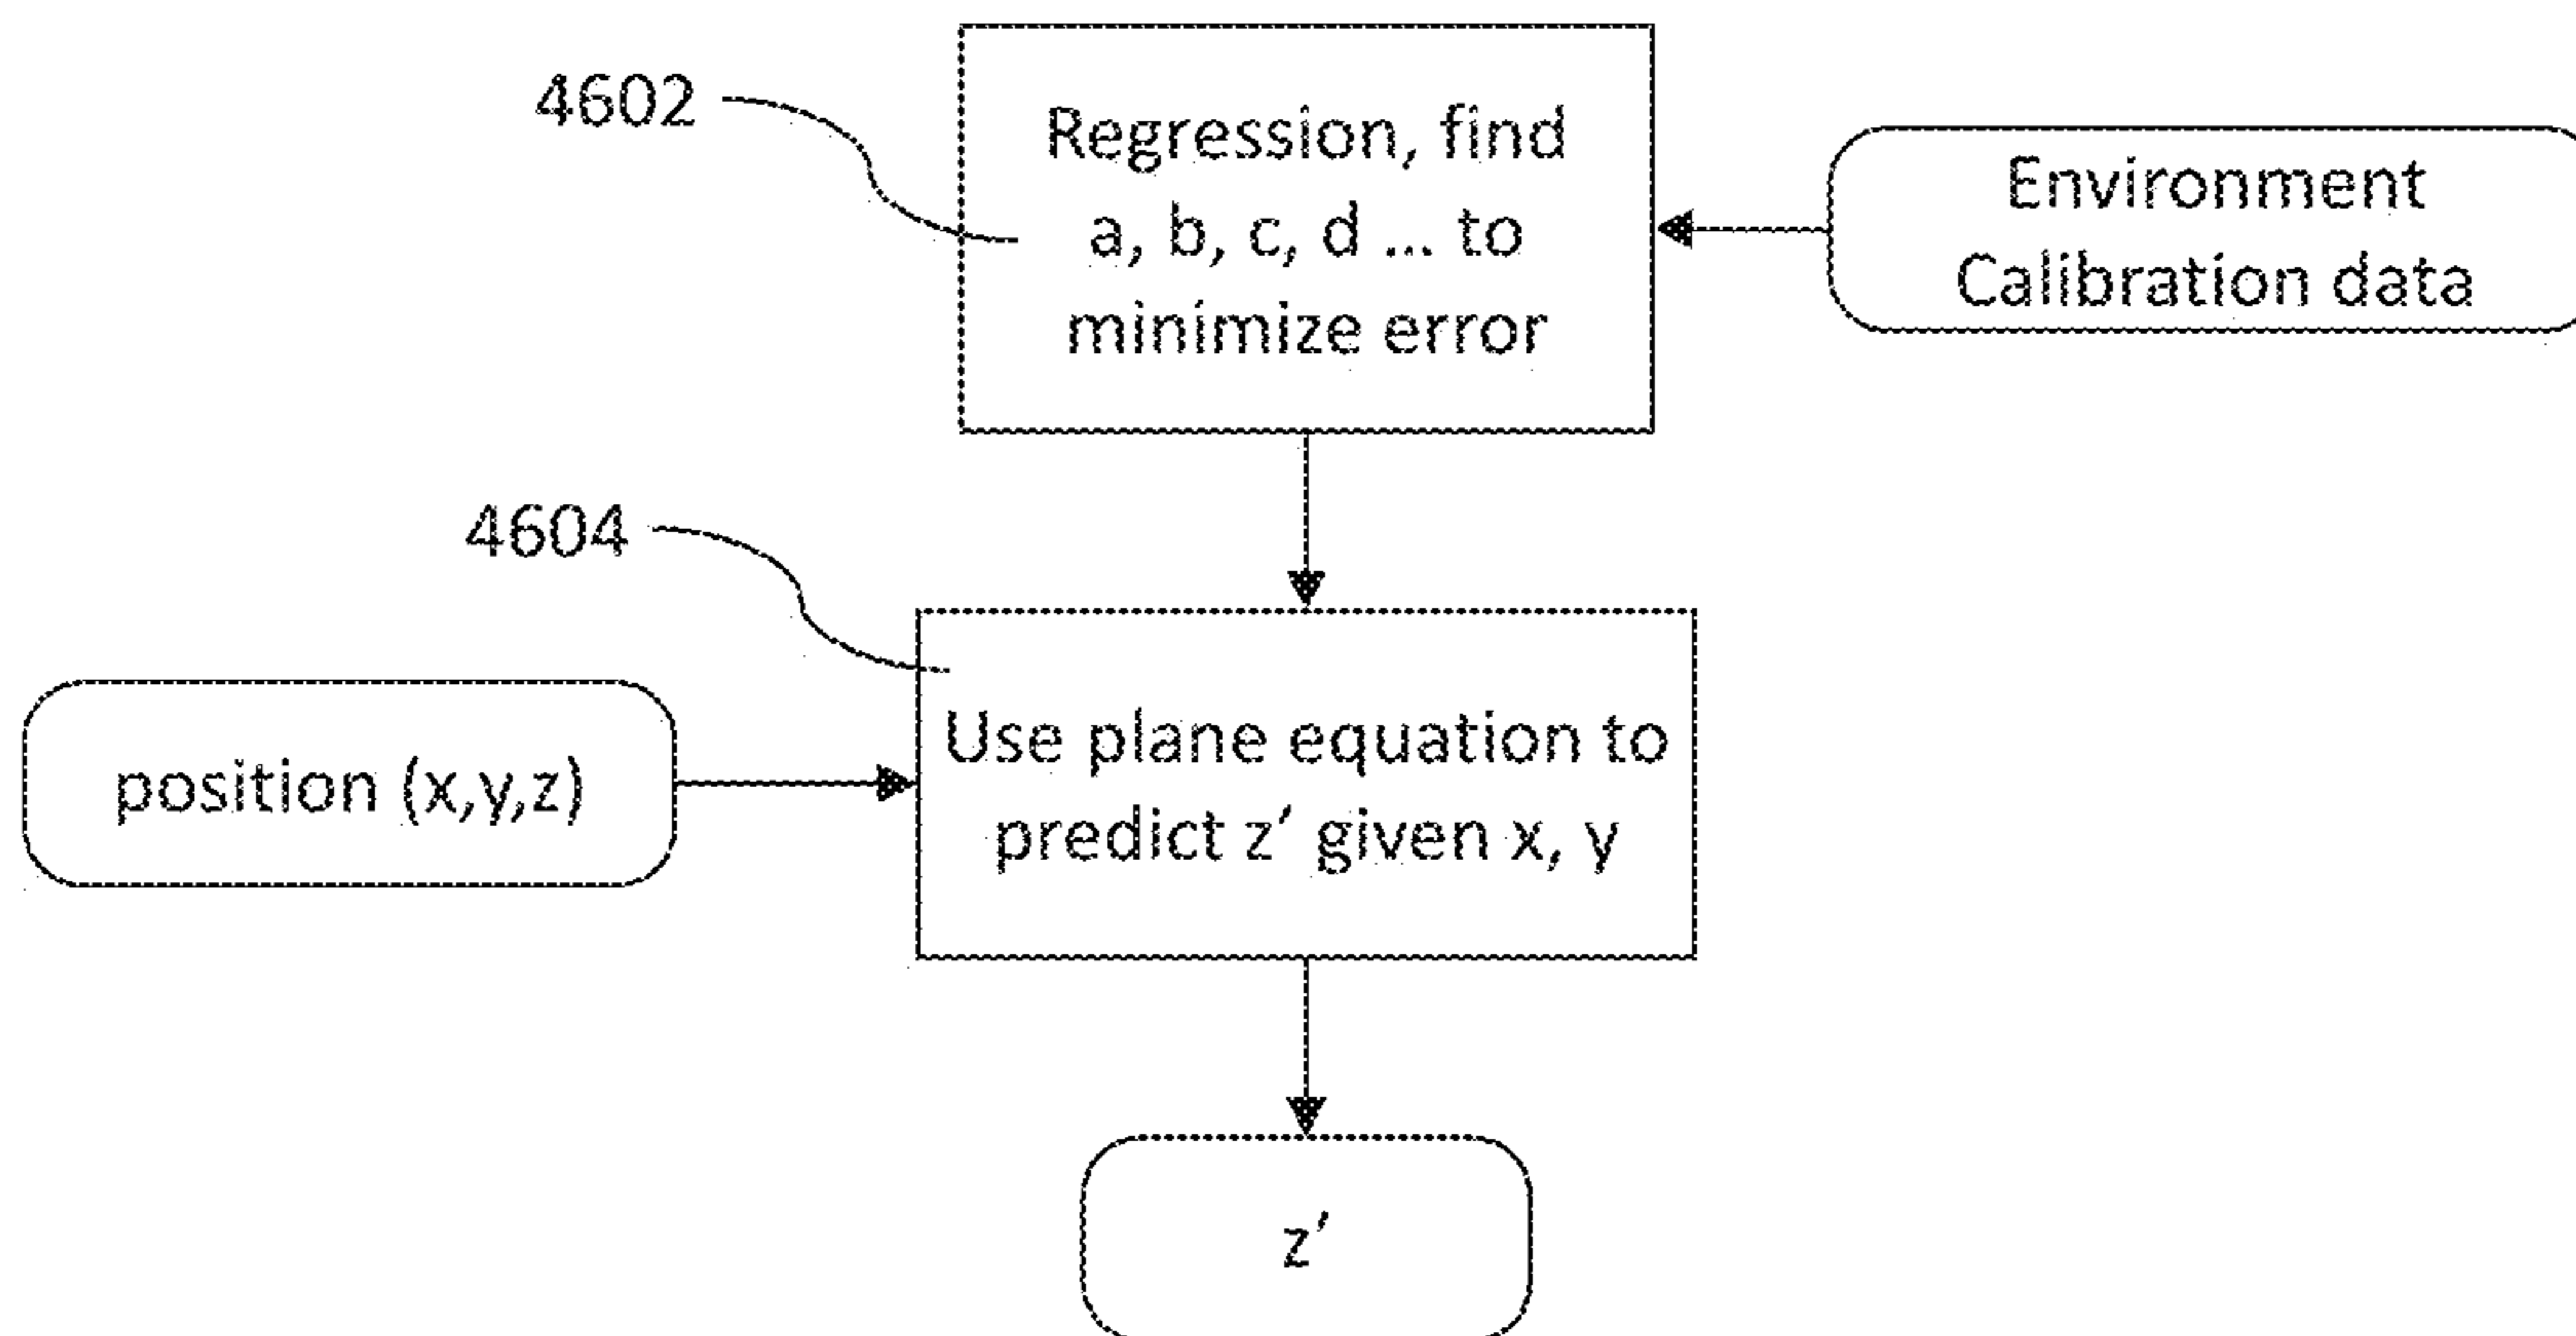 4602
Regression, find
a, b, c, d ... to
minimize error
Environment
Calibration data
4604
Use plane equation to
predict z’ given x, y
position (x,y,z)
z’